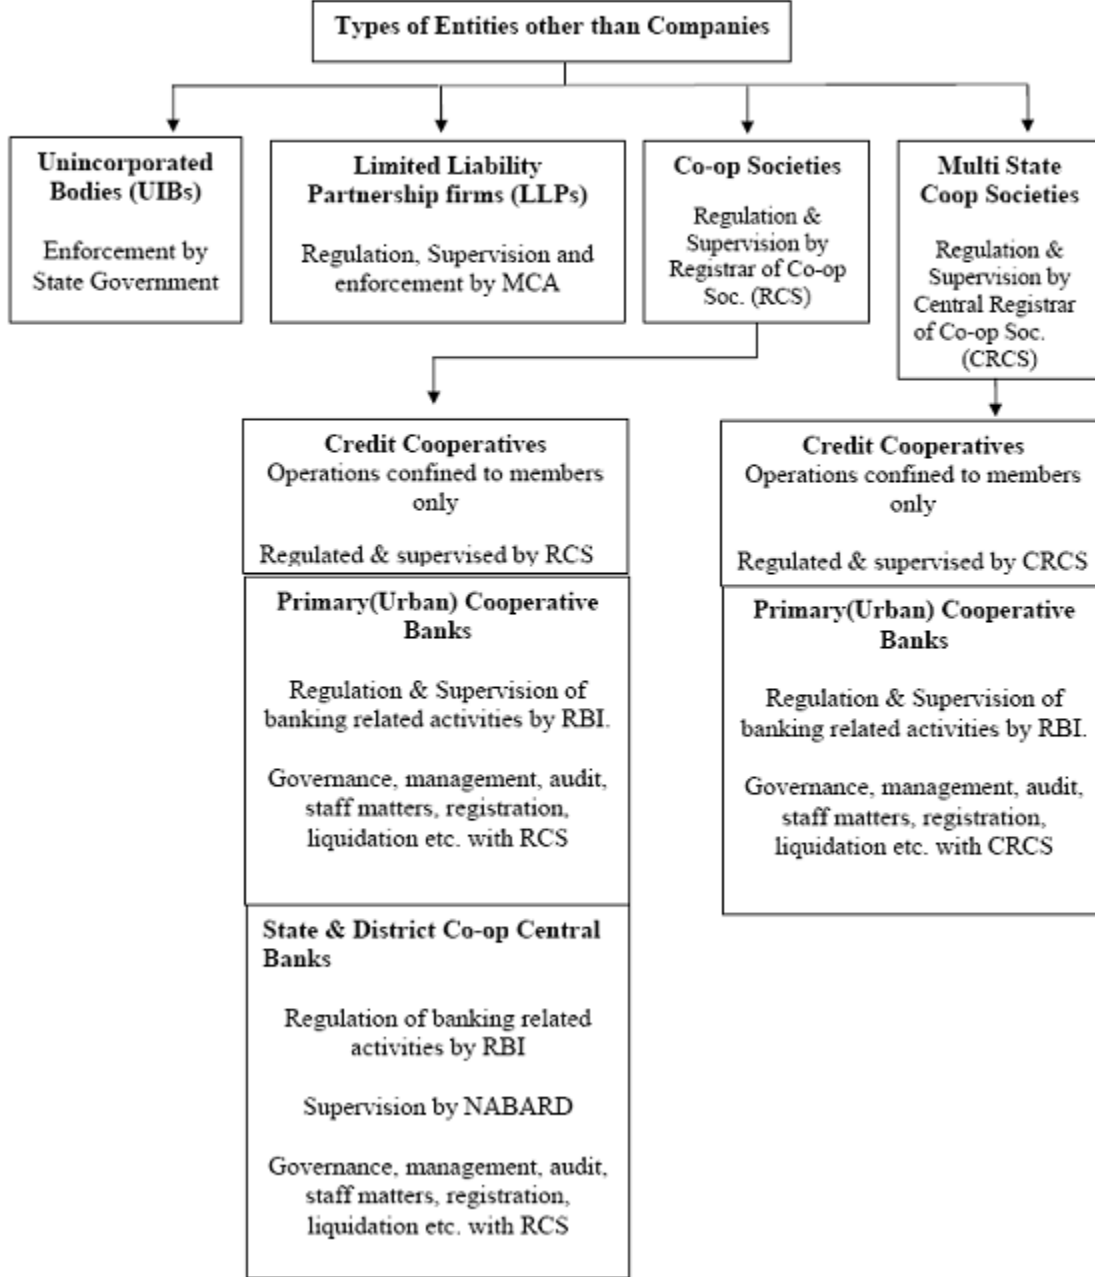 Types of Entities other than Companies
Unincorporated
Bodies (UIBs)
Enforcement by
State Government
Limited Liability
Partnership firms (LLPs)
Regulation, Supervision and
enforcement by MCA
Co-op Societies
Regulation &
Supervision by
Registrar of Co-op
Soc. (RCS)
Multi State
Coop Societies
Regulation &
Supervision by
Central Registrar
of Co-op Soc.
(CRCS)
Credit Cooperatives
Operations confined to members
only
Regulated & supervised by RCS
Primary(Urban) Cooperative
Banks
Regulation & Supervision of
banking related activities by RBI.
Governance, management, audit,
staff matters, registration,
liquidation etc. with RCS
State & District Co-op Central
Banks
Regulation of banking related
activities by RBI
Supervision by NABARD
Governance, management, audit,
staff matters, registration,
liquidation etc. with RCS
Credit Cooperatives
Operations confined to members
only
Regulated & supervised by CRCS
Primary(Urban) Cooperative
Banks
Regulation & Supervision of
banking related activities by RBI.
Governance, management, audit,
staff matters, registration,
liquidation etc. with CRCS